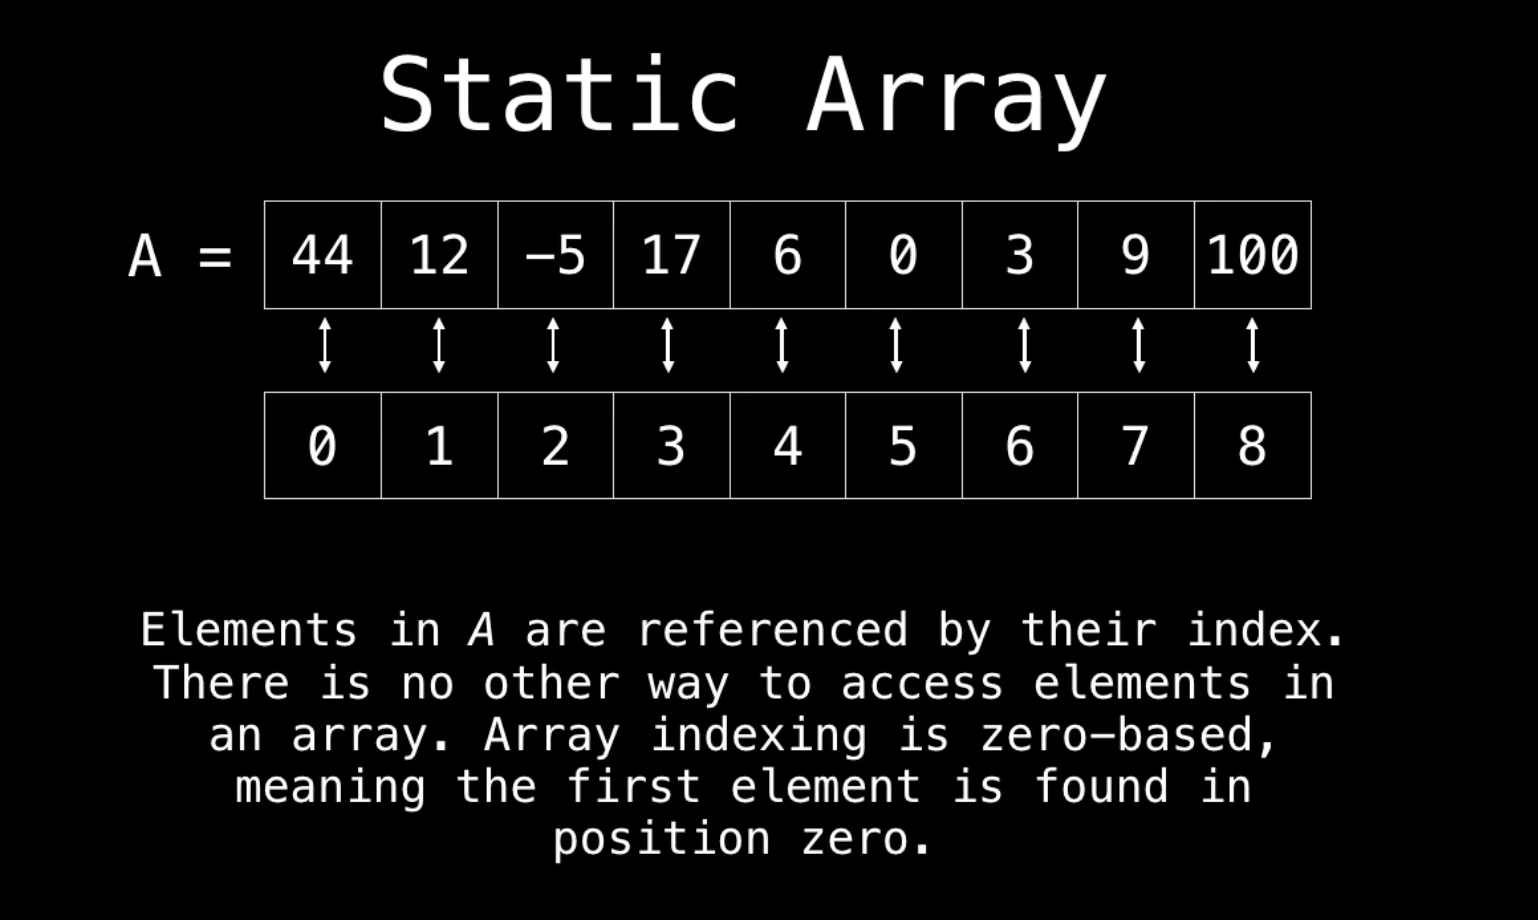 Static Array
A = 44 12 −5 17 6 0 3 9 100
0 1 2 3 4 5 6 7 8
Elements in A are referenced by their index.
There is no other way to access elements in
an array. Array indexing is zero−based,
meaning the first element is found in
position zero.